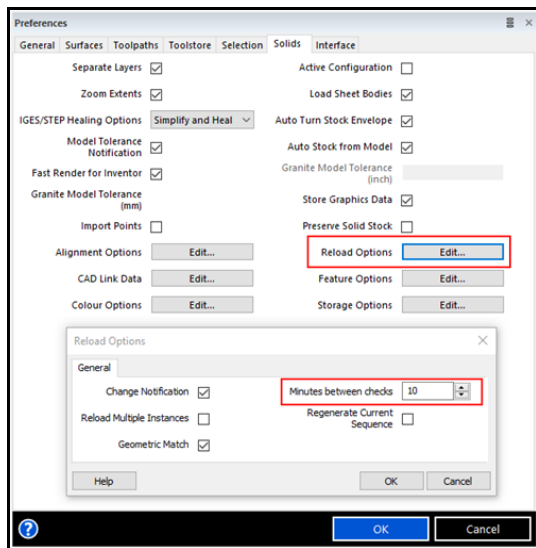 Preferences
General Surfaces Toolpaths Toolstore Selection Solids Interface
Separate Layers Active Configuration
Zoom Extents Load Sheet Bodies
IGES/STEP Healing Options Simplify and Heal Auto Turn Stock Envelope
Model Tolerance
Notification Auto Stock from Model
Fast Render for Inventor Granite Model Tolerance
(inch)
Granite Model Tolerance
(mm) Store Graphics Data
Import Points Preserve Solid Stock
Alignment Options Edit... Reload Options Edit...
CAD Link Data Edit... Feature Options Edit...
Colour Options Edit... Storage Options Edit...
Reload Options
General
Change Notification Minutes between checks 10
Reload Multiple Instances Regenerate Current
Sequence
Geometric Match
Help OK Cancel
? OK Cancel